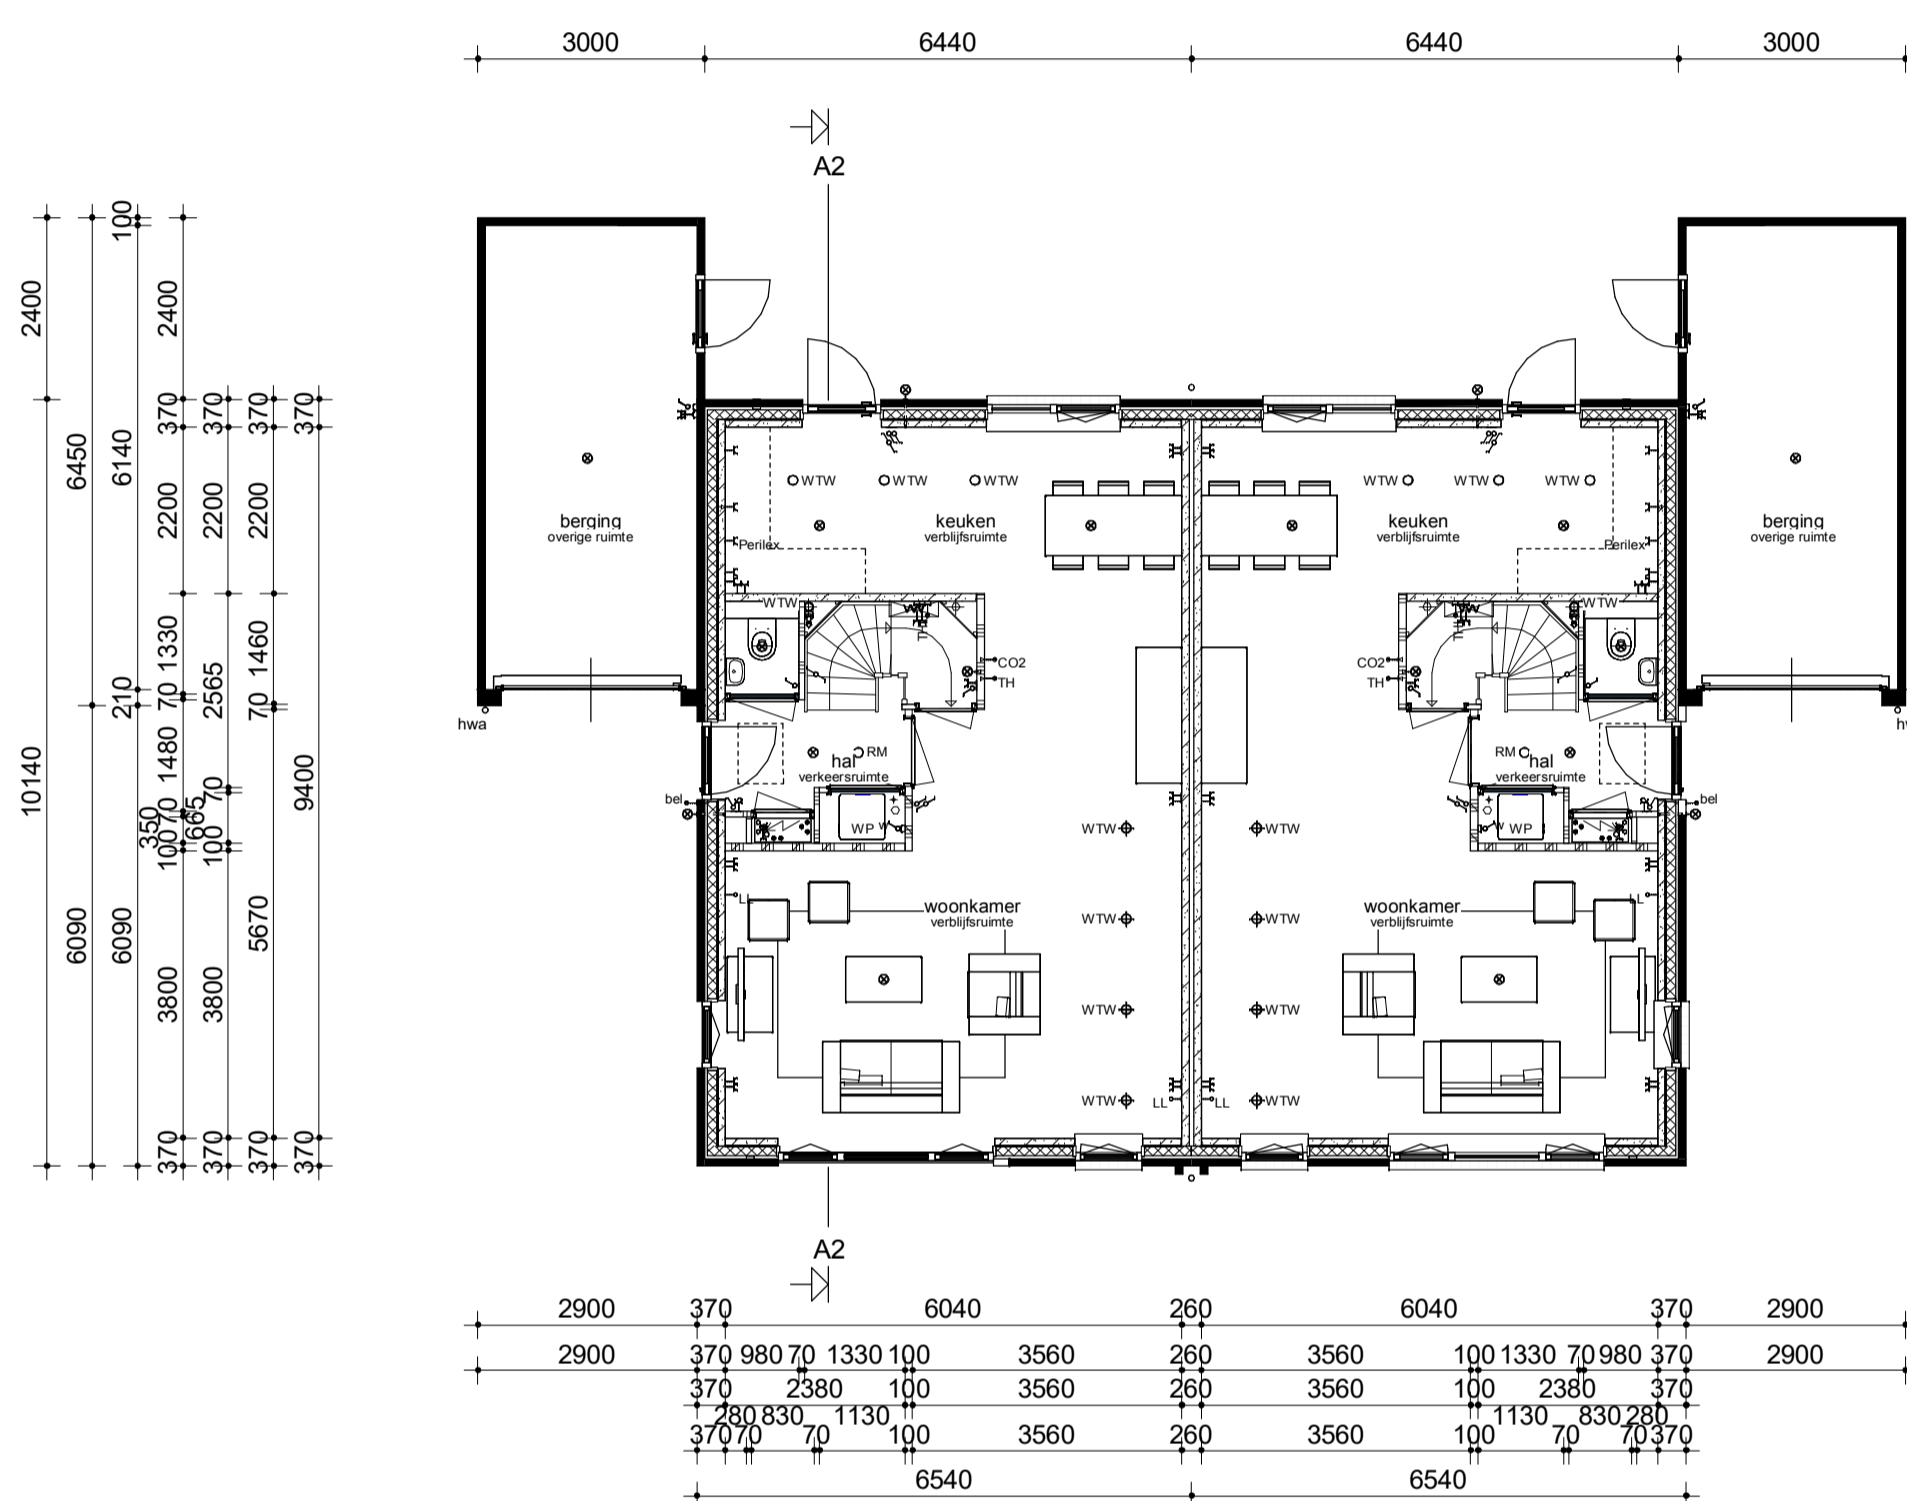 3000 6440 6440 3000
A2
100
2400 2400
370 370 370 370
6450 6140
2200 2200 2200
WTW WTW WTW WTW WTW WTW
berging keuken keuken berging
overige ruimte verblijfsruimte verblijfsruimte overige ruimte
Perilex Perilex
WTW WTW
1330 1460
CO2 CO2
TH TH
210 70 2565 70
hwa
10140 1480 9400
RM RM
hal hal
verkeersruimte verkeersruimte
bel bel
350 100 70 665 70 100
WP W W WP
WTW WTW
LL LL
6090 6090 5670
woonkamer woonkamer
verblijfsruimte verblijfsruimte
WTW WTW
3800 3800
WTW WTW
WTW LL LL WTW
370 370 370 370
A2
2900 370 6040 260 6040 370 2900
2900 370 980 70 1330 100 3560 260 3560 100 1330 70 980 370 2900
370 2380 100 3560 260 3560 100 2380 370
280 830 1130 1130 830 280
370 70 70 100 3560 260 3560 100 70 70 370
6540 6540